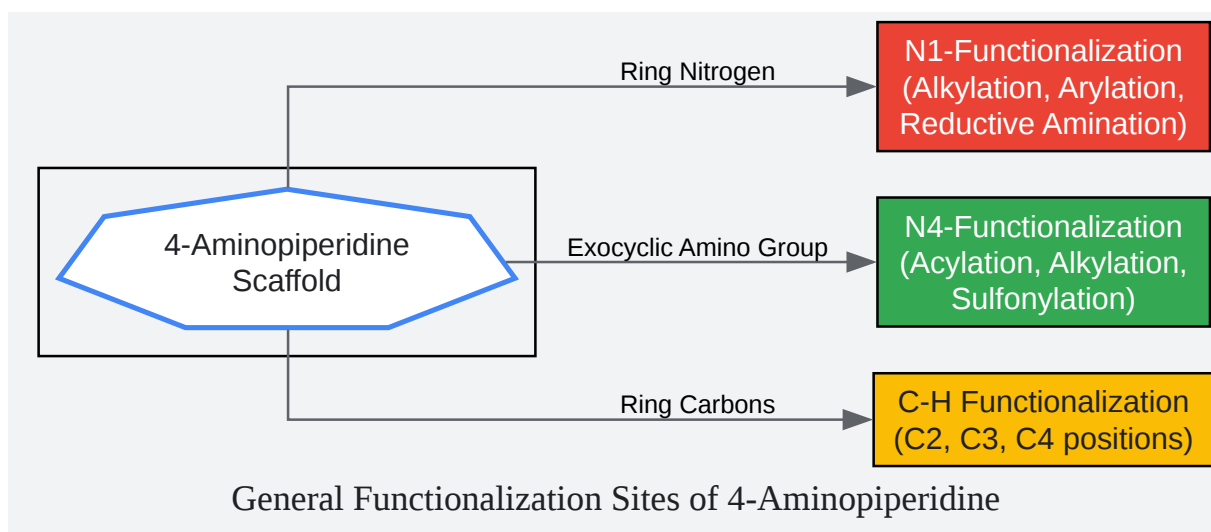 Ring Nitrogen
N1-Functionalization
(Alkylation, Arylation,
Reductive Amination)
4-Aminopiperidine
Scaffold
Exocyclic Amino Group
N4-Functionalization
(Acylation, Alkylation,
Sulfonylation)
Ring Carbons
C-H Functionalization
(C2, C3, C4 positions)
General Functionalization Sites of 4-Aminopiperidine